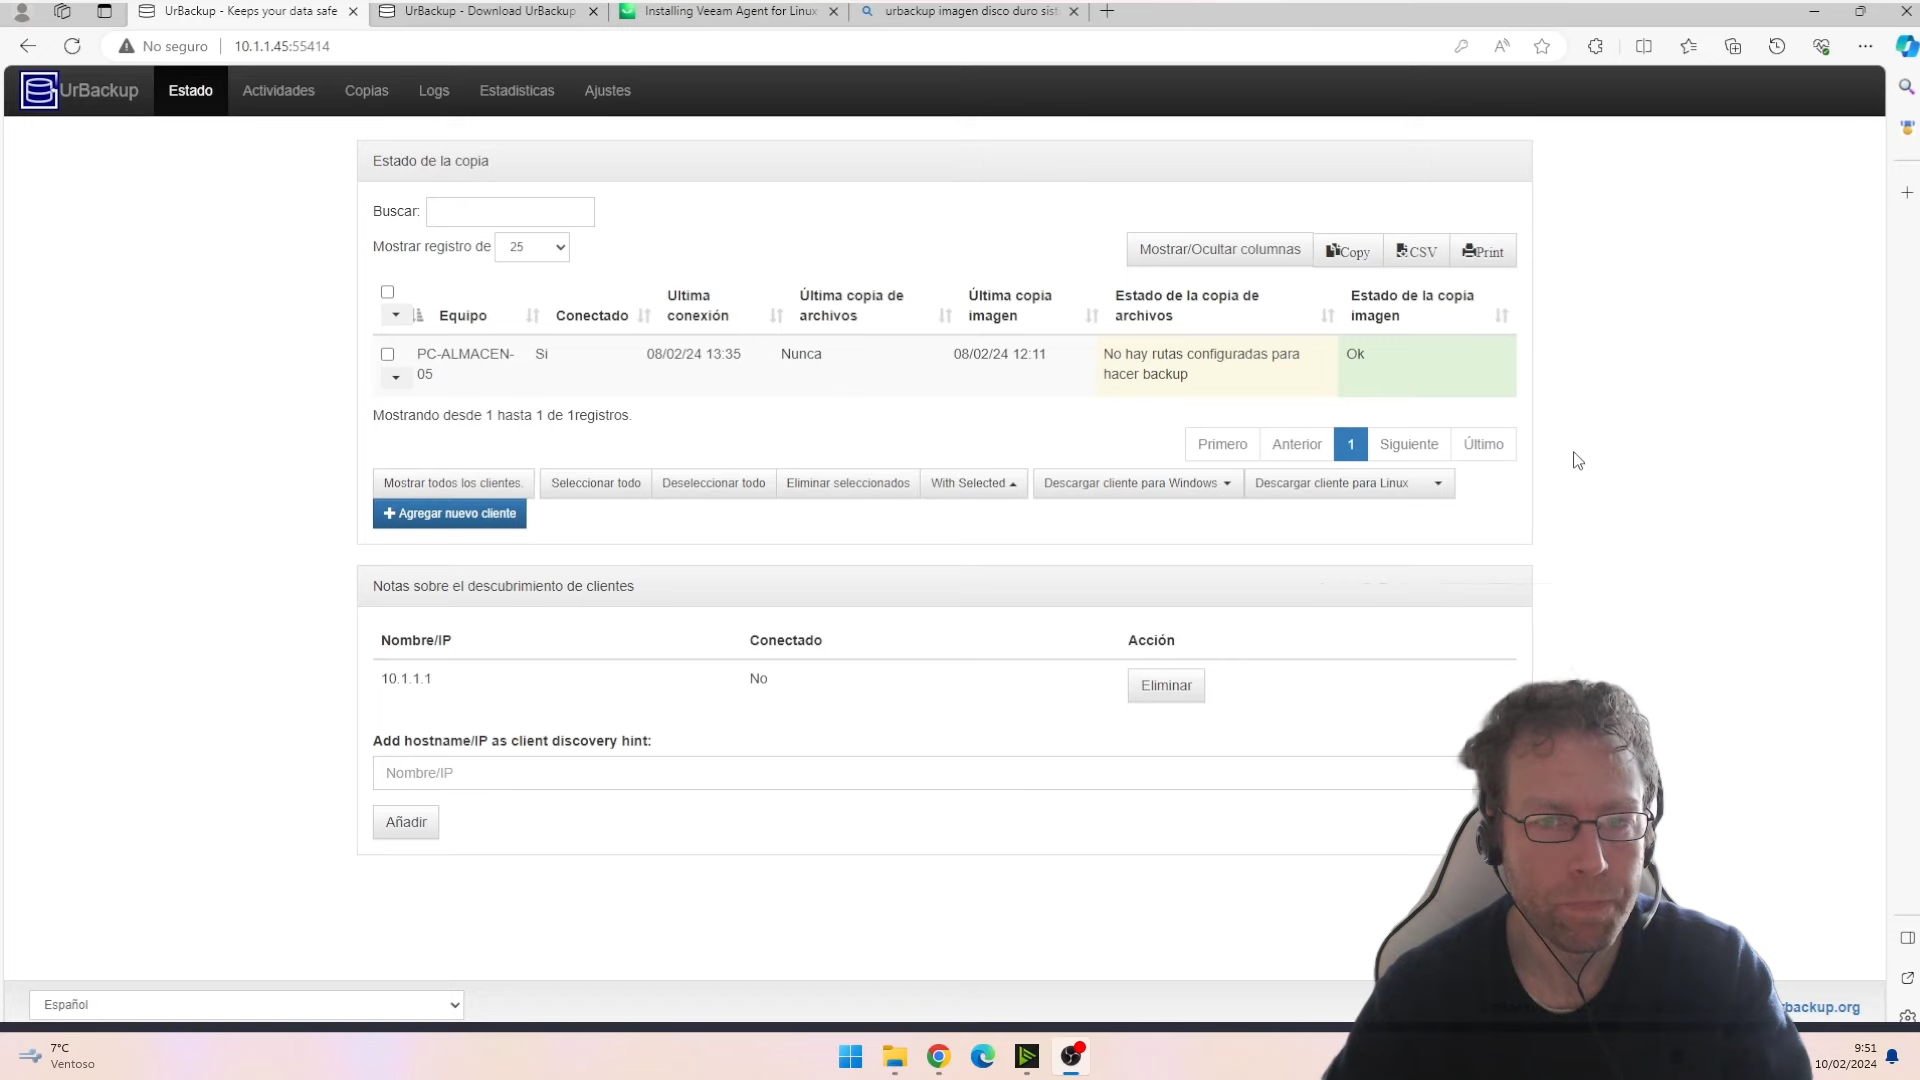 UrBackup - Keeps your data safe
UrBackup - Download UrBackup
Installing Veeam Agent for Linux
urbackup imagen disco duro sist
No seguro
10.1.1.45:55414
UrBackup
Estado
Actividades
Copias
Logs
Estadisticas
Ajustes
Estado de la copia
Buscar:
Mostrar registro de 25
Mostrar/Ocultar columnas
Copy
CSV
Print
Equipo
Conectado
Ultima conexión
Última copia de archivos
Última copia imagen
Estado de la copia de archivos
Estado de la copia imagen
PC-ALMACEN-
05
Si
08/02/24 13:35
Nunca
08/02/24 12:11
No hay rutas configuradas para
hacer backup
Ok
Mostrando desde 1 hasta 1 de 1registros.
Primero
Anterior
1
Siguiente
Último
Mostrar todos los clientes.
Seleccionar todo
Deseleccionar todo
Eliminar seleccionados
With Selected
Descargar cliente para Windows
Descargar cliente para Linux
Agregar nuevo cliente
Notas sobre el descubrimiento de clientes
Nombre/IP
Conectado
Acción
10.1.1.1
No
Eliminar
Add hostname/IP as client discovery hint:
Nombre/IP
Añadir
Español
backup.org
7°C
Ventoso
9:51
10/02/2024